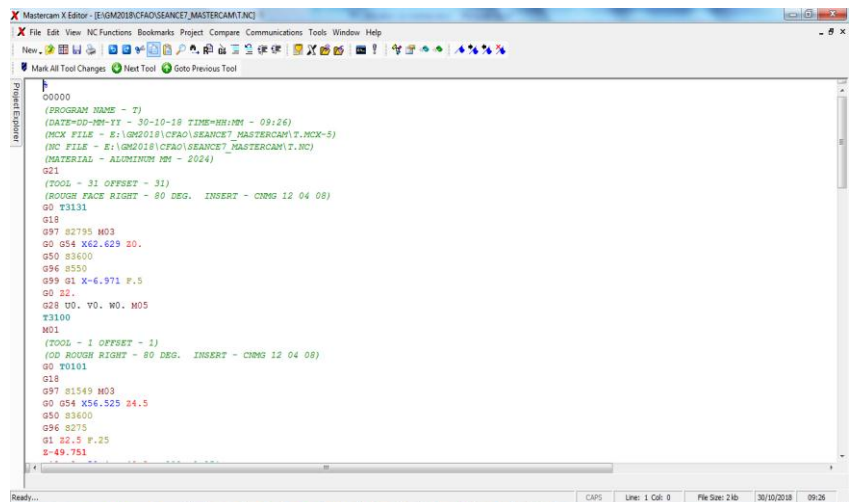 Mastercam X Editor - [E:\GM2018\CFAO\SEANCE7_MASTERCAM\T.NC]
File Edit View NC Functions Bookmarks Project Compare Communications Tools Window Help
New
Mark All Tool Changes Next Tool Goto Previous Tool
Project Explorer
%
O0000
(PROGRAM NAME - T)
(DATE=DD-MM-YY - 30-10-18 TIME=HH:MM - 09:26)
(MCX FILE - E:\GM2018\CFAO\SEANCE7_MASTERCAM\T.MCX-5)
(NC FILE - E:\GM2018\CFAO\SEANCE7_MASTERCAM\T.NC)
(MATERIAL - ALUMINUM MM - 2024)
G21
(TOOL - 31 OFFSET - 31)
(ROUGH FACE RIGHT - 80 DEG. INSERT - CNMG 12 04 08)
G0 T3131
G18
G97 S2795 M03
G0 G54 X62.629 Z0.
G50 S3600
G96 S550
G99 G1 X-6.971 F.5
G0 Z2.
G28 U0. V0. W0. M05
T3100
M01
(TOOL - 1 OFFSET - 1)
(OD ROUGH RIGHT - 80 DEG. INSERT - CNMG 12 04 08)
G0 T0101
G18
G97 S1549 M03
G0 G54 X56.525 Z4.5
G50 S3600
G96 S275
G1 Z2.5 F.25
Z-49.751
Ready...
CAPS Line: 1 Col: 0 File Size: 2 kb 30/10/2018 09:26